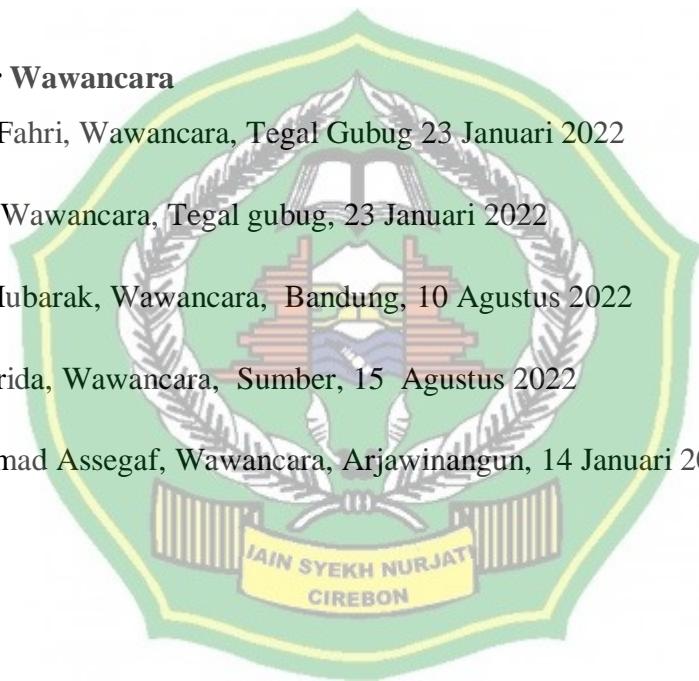 Wawancara
Fahri, Wawancara, Tegal Gubug 23 Januari 2022
Wawancara, Tegal gubug, 23 Januari 2022
Mubarak, Wawancara, Bandung, 10 Agustus 2022
rida, Wawancara, Sumber, 15 Agustus 2022
mad Assegaf, Wawancara, Arjawinangun, 14 Januari 20
IAIN SYEKH NURJATI
CIREBON